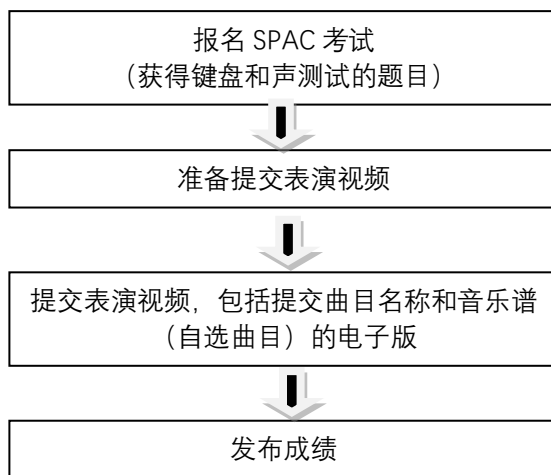 报名 SPAC 考试
（获得键盘和声测试的题目）
准备提交表演视频
提交表演视频，包括提交曲目名称和音乐谱
（自选曲目）的电子版
发布成绩